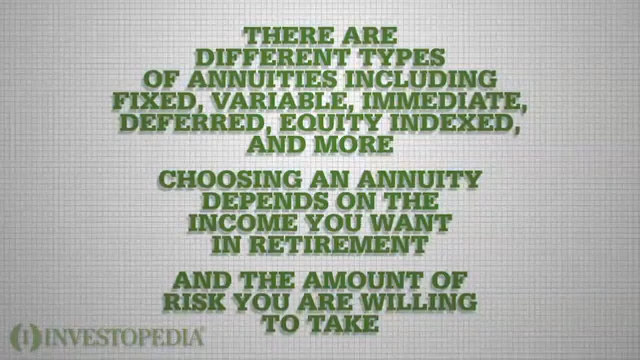 THERE ARE
DIFFERENT TYPES
OF ANNUITIES INCLUDING
FIXED, VARIABLE, IMMEDIATE,
DEFERRED, EQUITY INDEXED,
AND MORE
CHOOSING AN ANNUITY
DEPENDS ON THE
INCOME YOU WANT
IN RETIREMENT
AND THE AMOUNT OF
RISK YOU ARE WILLING
TO TAKE
INVESTOPEDIA